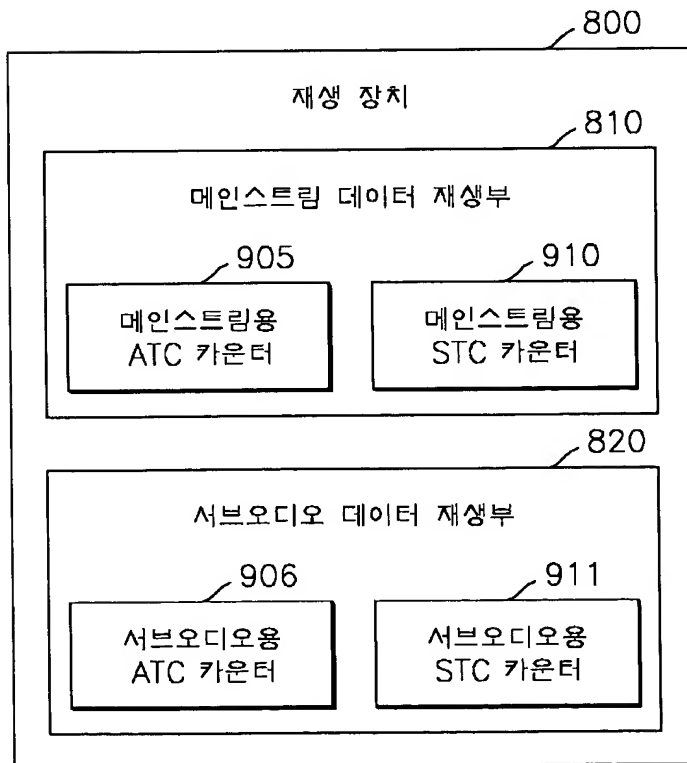 800
재생 장치
810
메인스트림 데이터 재생부
905
910
메인스트림용
ATC 카운터
메인스트림용
STC 카운터
820
서브오디오 데이터 재생부
906
911
서브오디오용
ATC 카운터
서브오디오용
STC 카운터